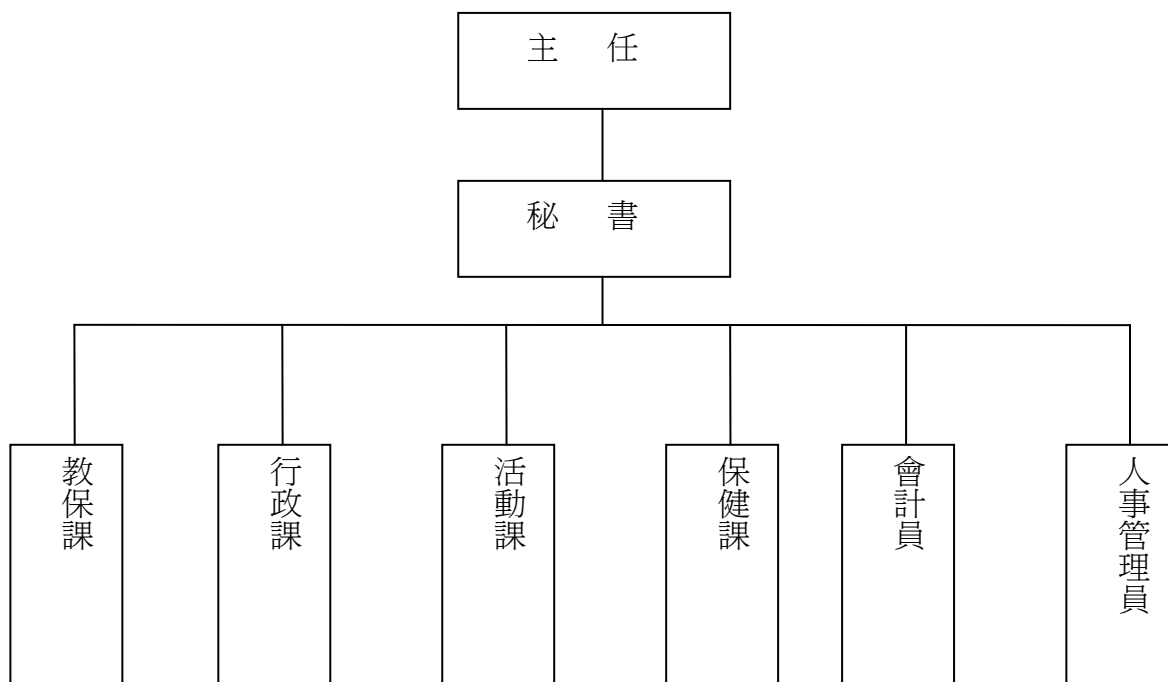 主 任
秘 書
教保課
行政課
活動課
保健課
會計員
人事管理員